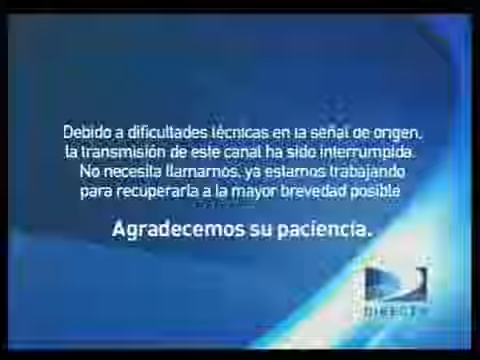 Debido a dificultades técnicas en la señal de origen,
la transmisión de este canal ha sido interrumpida.
No necesita llamarnos, ya estamos trabajando
para recuperarla a la mayor brevedad posible
Agradecemos su paciencia.
DIRECTV